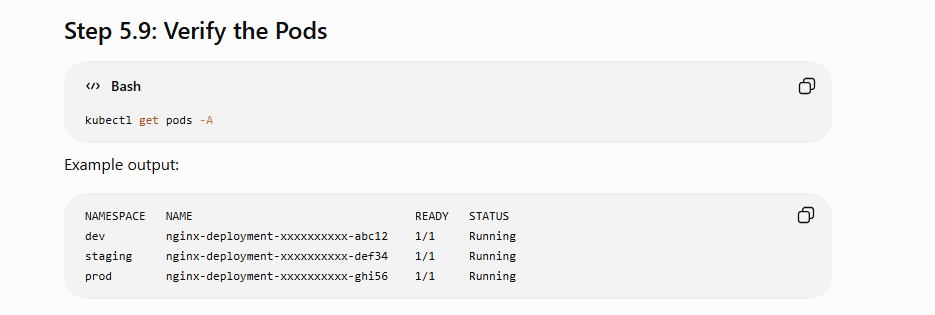 Step 5.9: Verify the Pods
</> Bash
kubectl get pods -A
Example output:
NAMESPACE   NAME                                 READY   STATUS
dev         nginx-deployment-xxxxxxxxxx-abc12    1/1     Running
staging     nginx-deployment-xxxxxxxxxx-def34    1/1     Running
prod        nginx-deployment-xxxxxxxxxx-ghi56    1/1     Running